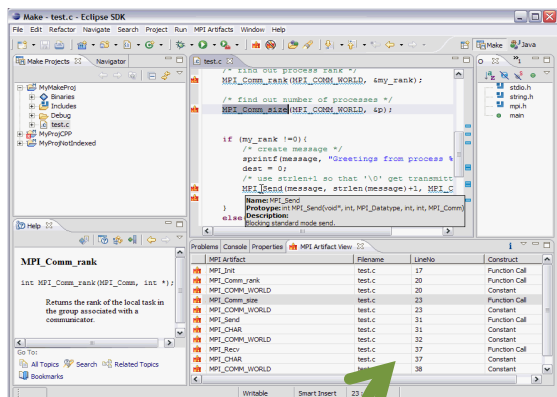 Make - test.c - Eclipse SDK
File Edit Refactor Navigate Search Project Run MPI Artifacts Window Help
Make Java
Make Projects Navigator
MyMakeProj
Binaries
Includes
Debug
test.c
MyProjCPP
MyProjNotIndexed
test.c
/* find out process rank */
MPI_Comm_rank(MPI_COMM_WORLD, &my_rank);
/* find out number of processes */
MPI_Comm_size(MPI_COMM_WORLD, &p);
if (my_rank !=0){
/* create message */
sprintf(message, "Greetings from process %
dest = 0;
/* use strlen+1 so that '\0' get transmitt
MPI_Send(message, strlen(message)+1, MPI_C
}
else
Name: MPI_Send
Protoype: int MPI_Send(void*, int, MPI_Datatype, int, int, MPI_Comm)
Description:
Blocking standard mode send.
O
stdio.h
string.h
mpi.h
main
Help
MPI_Comm_rank
int MPI_Comm_rank(MPI_Comm, int *);
Returns the rank of the local task in
the group associated with a
communicator.
Go To:
All Topics Search Related Topics
Bookmarks
Problems Console Properties MPI Artifact View
MPI Artifact Filename LineNo Construct
MPI_Init test.c 17 Function Call
MPI_Comm_rank test.c 20 Function Call
MPI_COMM_WORLD test.c 20 Constant
MPI_Comm_size test.c 23 Function Call
MPI_COMM_WORLD test.c 23 Constant
MPI_Send test.c 31 Function Call
MPI_CHAR test.c 31 Constant
MPI_COMM_WORLD test.c 32 Constant
MPI_Recv test.c 37 Function Call
MPI_CHAR test.c 37 Constant
MPI_COMM_WORLD test.c 38 Constant
Writable Smart Insert 23